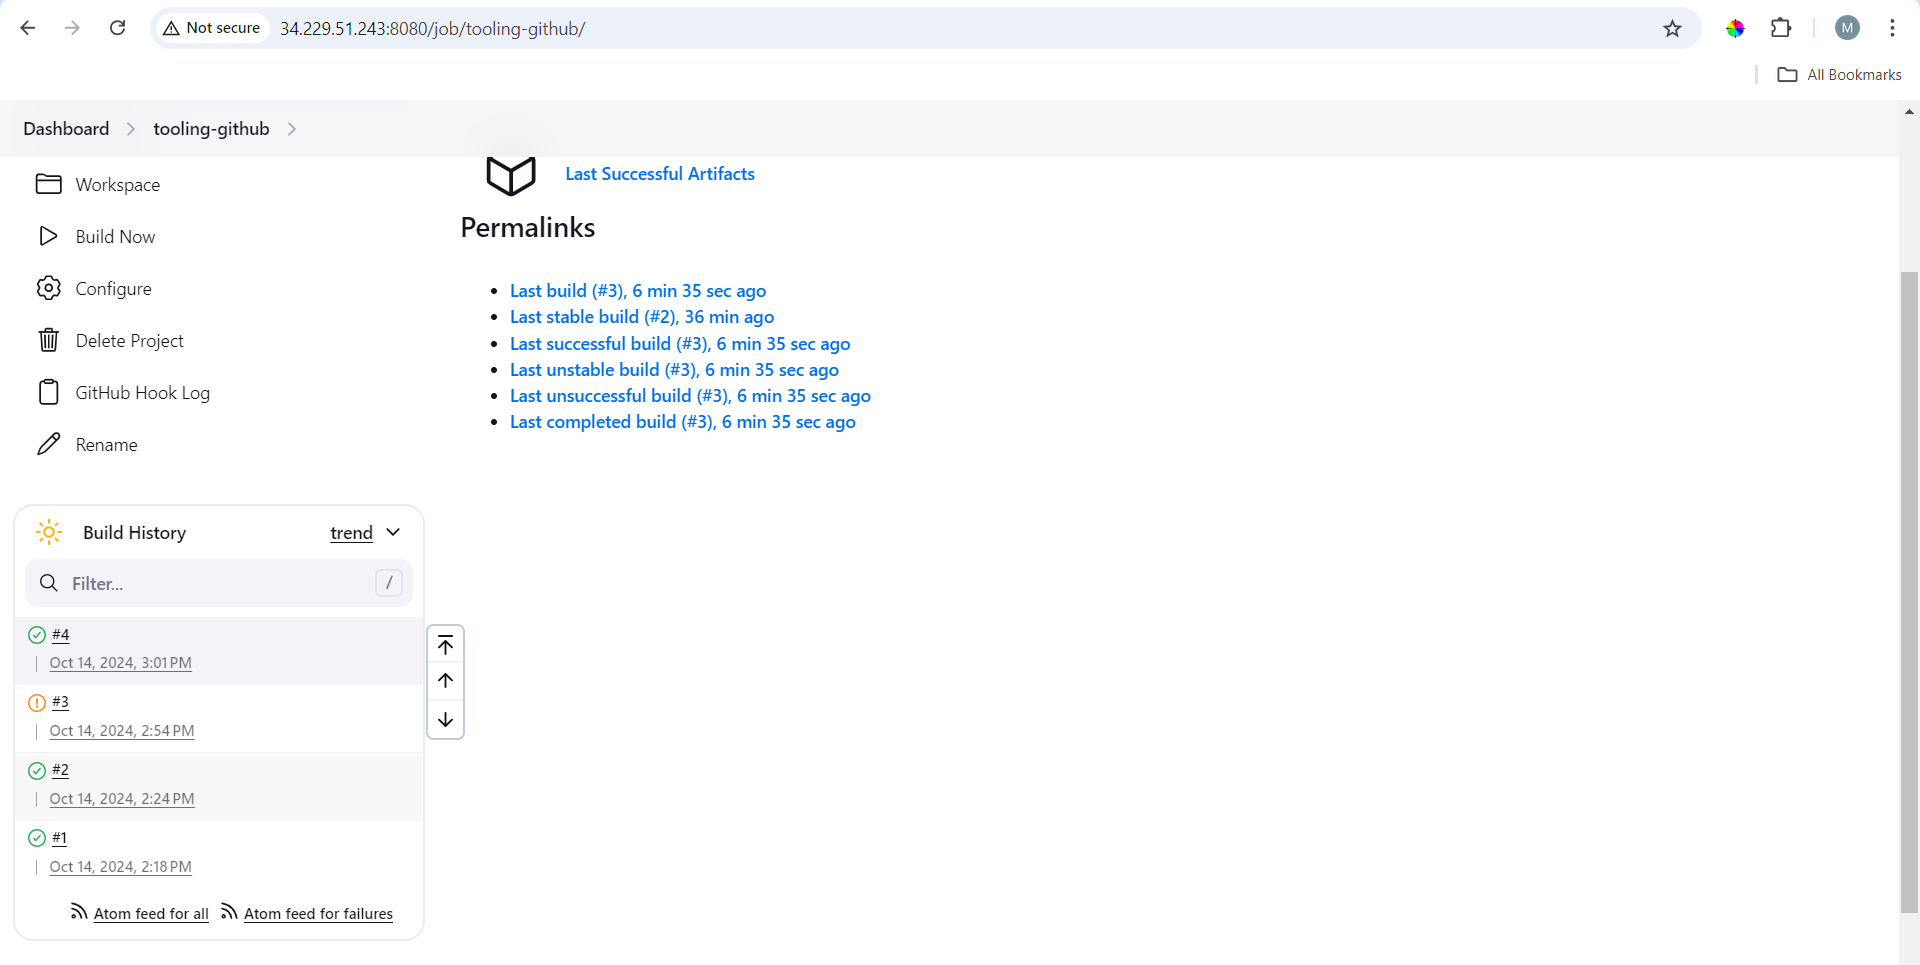 Not secure
34.229.51.243:8080/job/tooling-github/
M
All Bookmarks
Dashboard
tooling-github
Workspace
Build Now
Configure
Delete Project
GitHub Hook Log
Rename
Last Successful Artifacts
Permalinks
Last build (#3), 6 min 35 sec ago
Last stable build (#2), 36 min ago
Last successful build (#3), 6 min 35 sec ago
Last unstable build (#3), 6 min 35 sec ago
Last unsuccessful build (#3), 6 min 35 sec ago
Last completed build (#3), 6 min 35 sec ago
Build History
trend
Filter...
/
#4
Oct 14, 2024, 3:01 PM
#3
Oct 14, 2024, 2:54 PM
#2
Oct 14, 2024, 2:24 PM
#1
Oct 14, 2024, 2:18 PM
Atom feed for all
Atom feed for failures